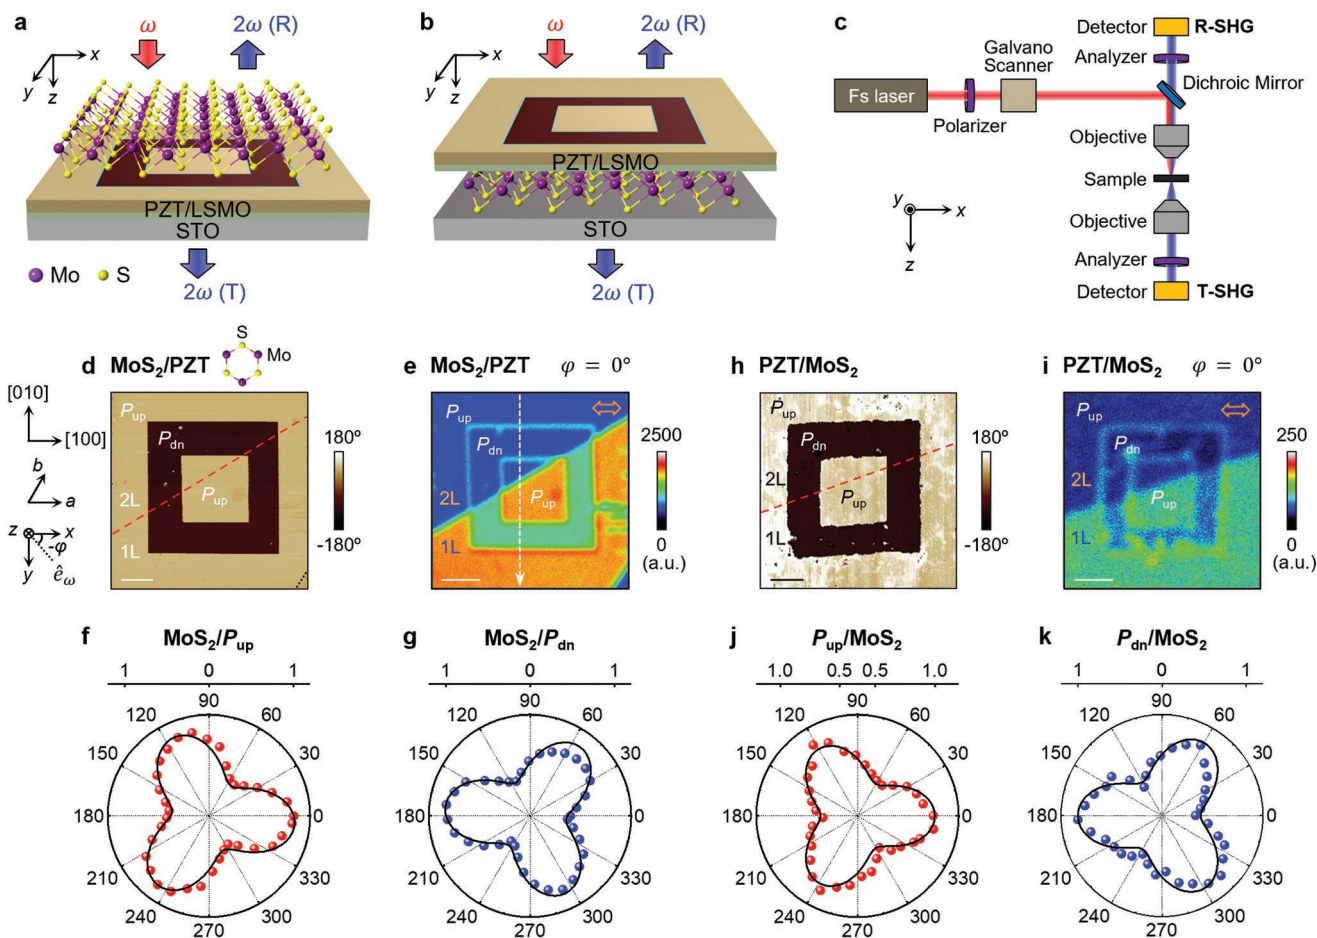 a
ω
2ω (R)
x
y
z
PZT/LSMO
STO
Mo
S
2ω (T)
b
ω
2ω (R)
x
y
z
PZT/LSMO
STO
2ω (T)
c
Detector
R-SHG
Analyzer
Galvano
Scanner
Dichroic Mirror
Fs laser
Polarizer
Objective
Sample
y
x
z
Objective
Analyzer
Detector
T-SHG
d
MoS2/PZT
S
Mo
[010]
[100]
b
a
z
x
-φ
êω
y
Pup
Pdn
Pup
2L
1L
180°
-180°
e
MoS2/PZT
φ = 0°
Pup
Pdn
Pup
2L
1L
2500
0
(a.u.)
h
PZT/MoS2
Pup
Pdn
Pup
2L
1L
180°
-180°
i
PZT/MoS2
φ = 0°
Pup
Pdn
Pup
2L
1L
250
0
(a.u.)
f
MoS2/Pup
1 0 1
90
120 60
150 30
180 0
210 330
240 300
270
g
MoS2/Pdn
1 0 1
90
120 60
150 30
180 0
210 330
240 300
270
j
Pup/MoS2
1.0 0.5 0.5 1.0
90
120 60
150 30
180 0
210 330
240 300
270
k
Pdn/MoS2
1 0 1
90
120 60
150 30
180 0
210 330
240 300
270